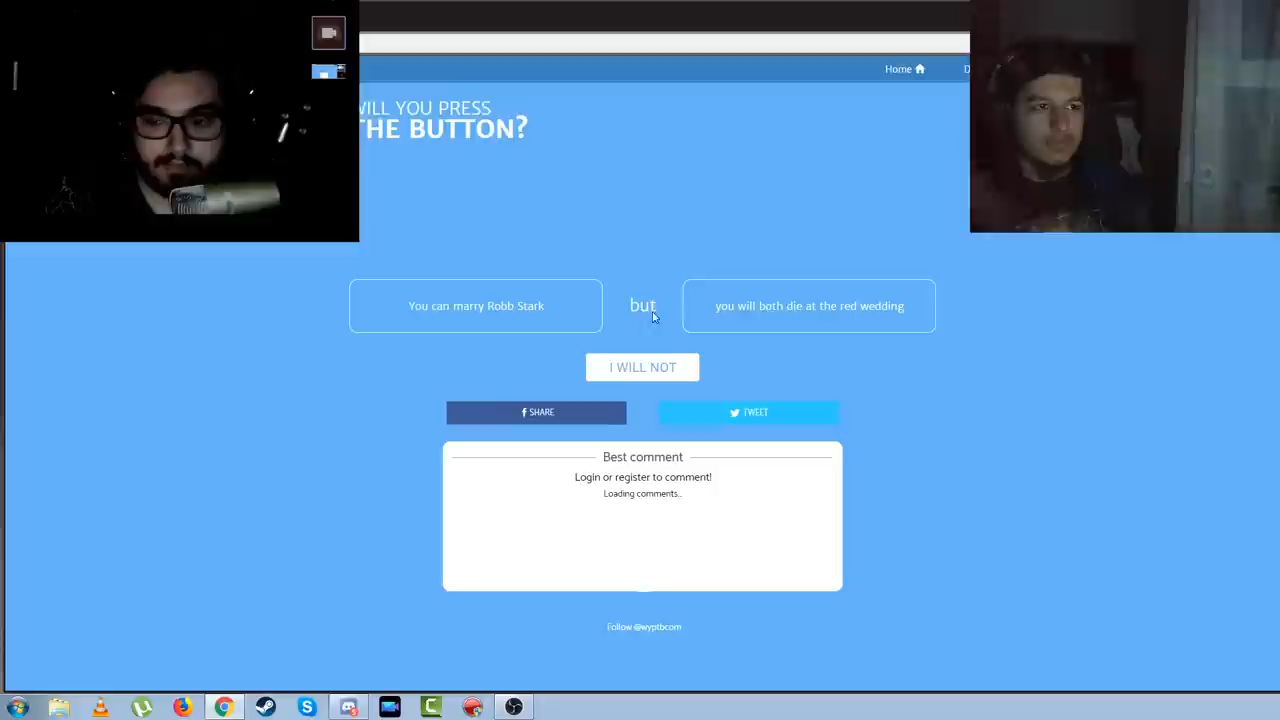 Home
WILL YOU PRESS
THE BUTTON?
You can marry Robb Stark
but
you will both die at the red wedding
I WILL NOT
SHARE
TWEET
Best comment
Login or register to comment!
Loading comments..
Follow @wyptbcom